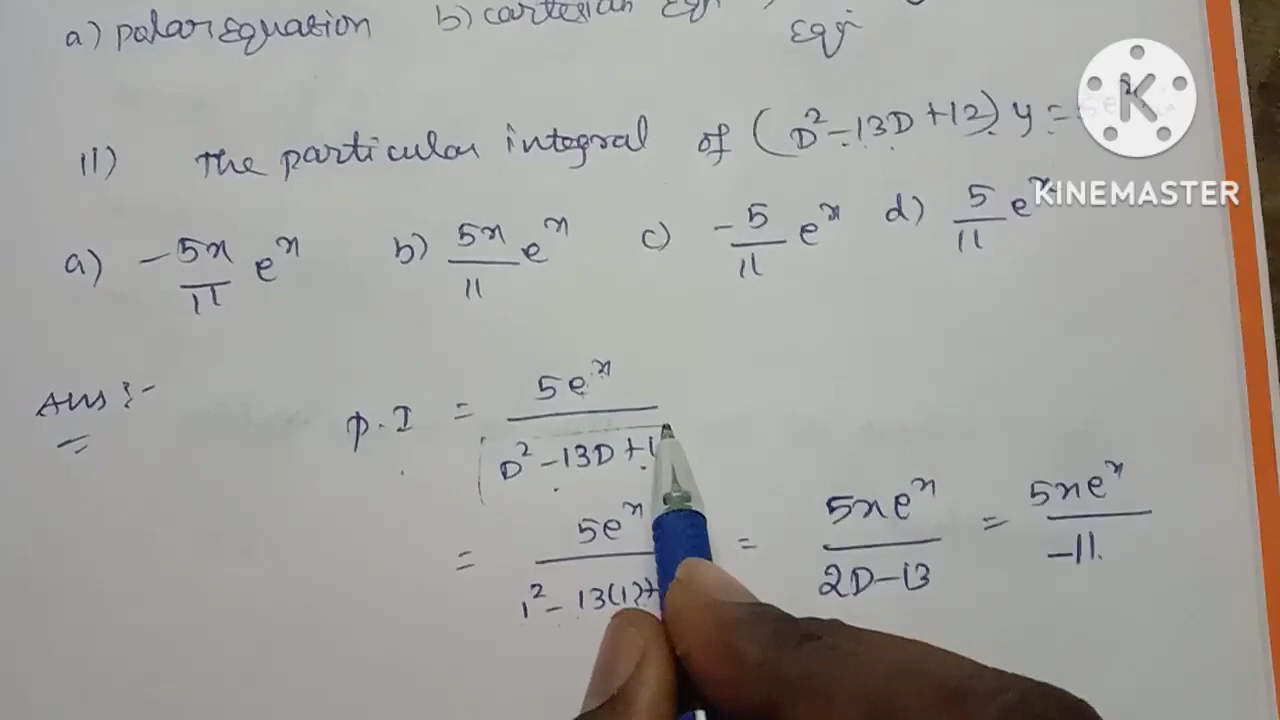 a) polar Equation b) cartesian Eqn
Eqn
11) The particular integral of (D² - 13D + 12) y =
a) -5x/11 eˣ b) 5x/11 eˣ c) -5/11 eˣ d) 5/11 eˣ
KINEMASTER
Ans :-
P.I = 5eˣ / D² - 13D + 1
= 5eˣ / 1² - 13(1) + = 5xeˣ / 2D - 13 = 5xeˣ / -11.